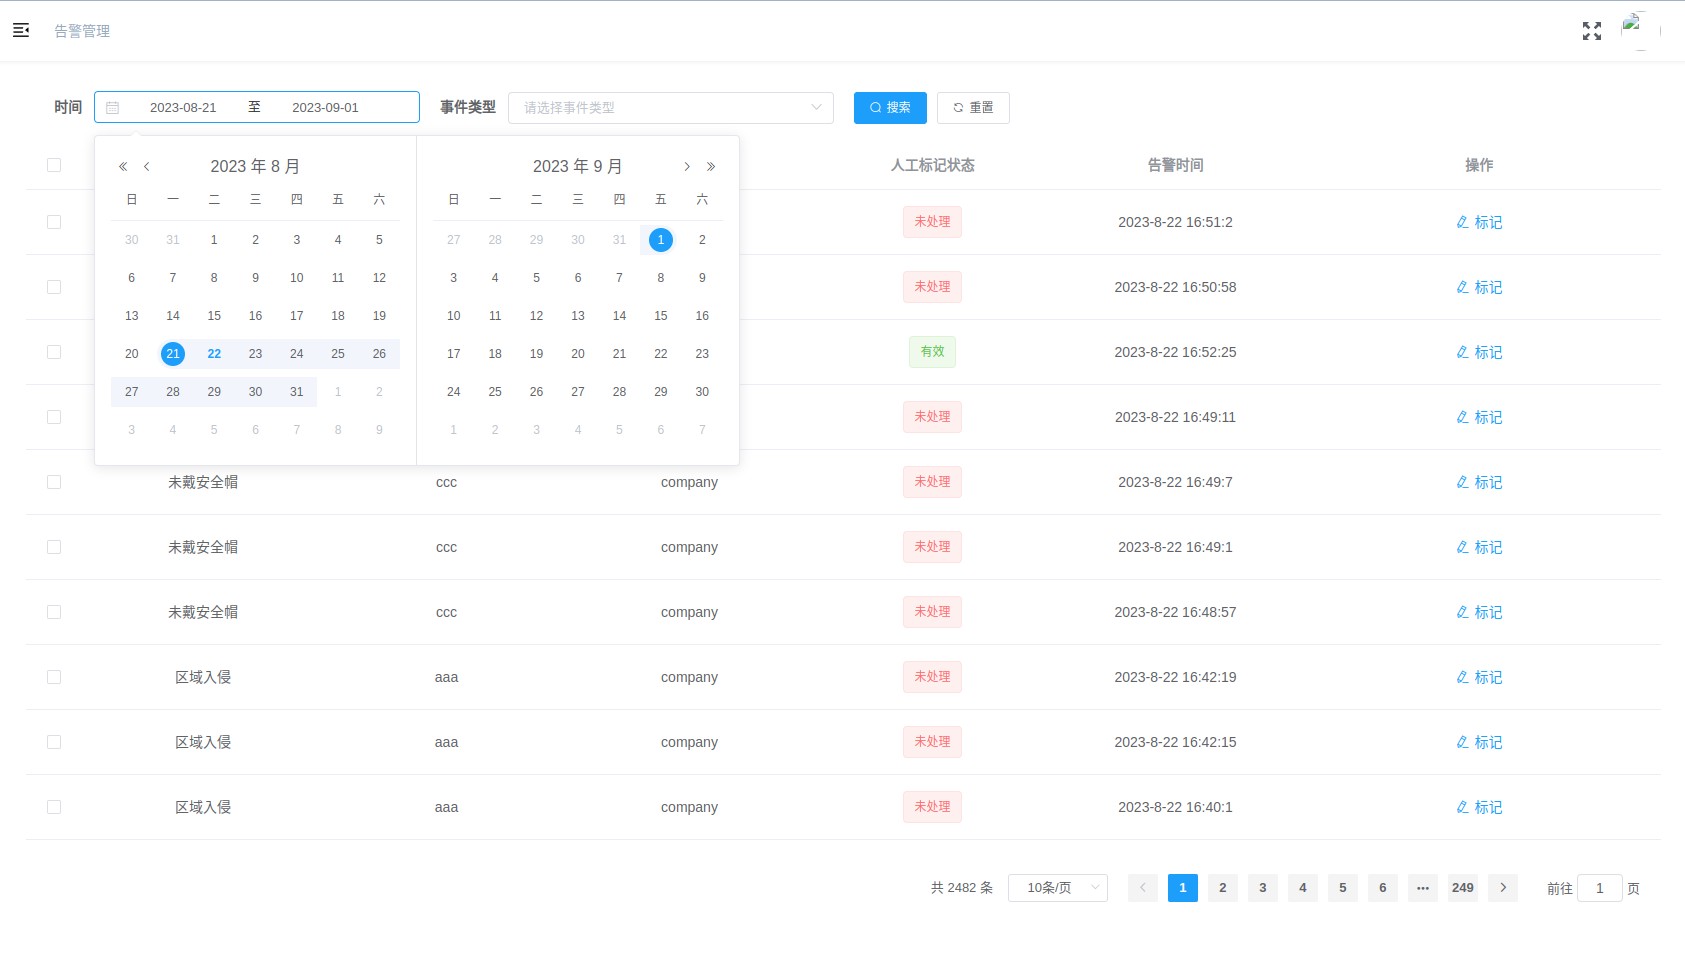 告警管理
时间 2023-08-21 至 2023-09-01 事件类型 请选择事件类型 搜索 重置
2023 年 8 月 2023 年 9 月
人工标记状态 告警时间 操作
日 一 二 三 四 五 六 日 一 二 三 四 五 六
未处理 2023-8-22 16:51:2 标记
30 31 1 2 3 4 5 27 28 29 30 31 1 2
6 7 8 9 10 11 12 3 4 5 6 7 8 9
未处理 2023-8-22 16:50:58 标记
13 14 15 16 17 18 19 10 11 12 13 14 15 16
20 21 22 23 24 25 26 17 18 19 20 21 22 23
有效 2023-8-22 16:52:25 标记
27 28 29 30 31 1 2 24 25 26 27 28 29 30
未处理 2023-8-22 16:49:11 标记
3 4 5 6 7 8 9 1 2 3 4 5 6 7
未戴安全帽 ccc company 未处理 2023-8-22 16:49:7 标记
未戴安全帽 ccc company 未处理 2023-8-22 16:49:1 标记
未戴安全帽 ccc company 未处理 2023-8-22 16:48:57 标记
区域入侵 aaa company 未处理 2023-8-22 16:42:19 标记
区域入侵 aaa company 未处理 2023-8-22 16:42:15 标记
区域入侵 aaa company 未处理 2023-8-22 16:40:1 标记
共 2482 条 10条/页 1 2 3 4 5 6 ••• 249 前往 1 页